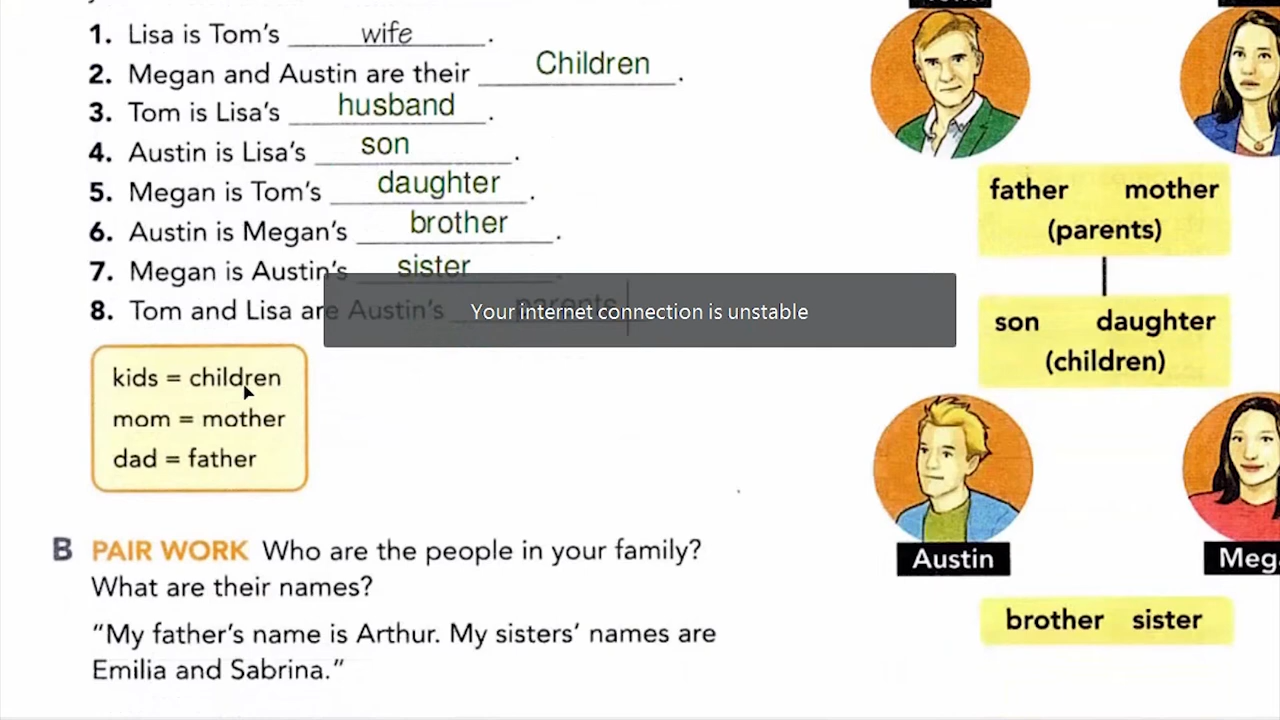 1. Lisa is Tom's wife .
2. Megan and Austin are their Children .
3. Tom is Lisa's husband .
4. Austin is Lisa's son .
5. Megan is Tom's daughter .
6. Austin is Megan's brother .
7. Megan is Austin's sister .
8. Tom and Lisa are Austin's parents
Your internet connection is unstable
kids = children
mom = mother
dad = father
B PAIR WORK Who are the people in your family?
What are their names?
"My father's name is Arthur. My sisters' names are
Emilia and Sabrina."
father mother
(parents)
son daughter
(children)
Austin Meg
brother sister